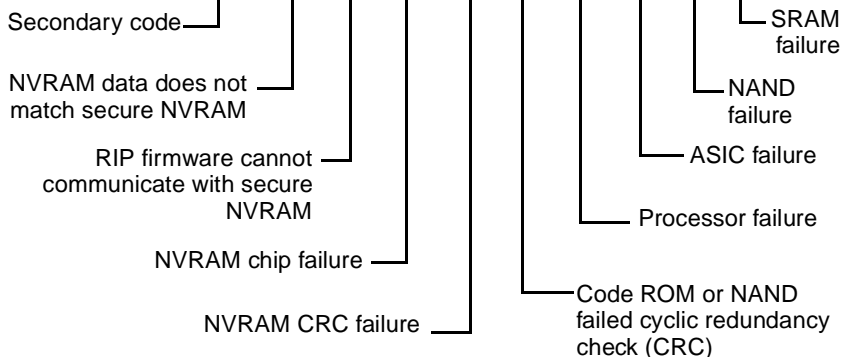 Secondary code
SRAM
failure
NVRAM data does not
match secure NVRAM
NAND
failure
RIP firmware cannot
communicate with secure
NVRAM
ASIC failure
Processor failure
NVRAM chip failure
Code ROM or NAND
failed cyclic redundancy
check (CRC)
NVRAM CRC failure